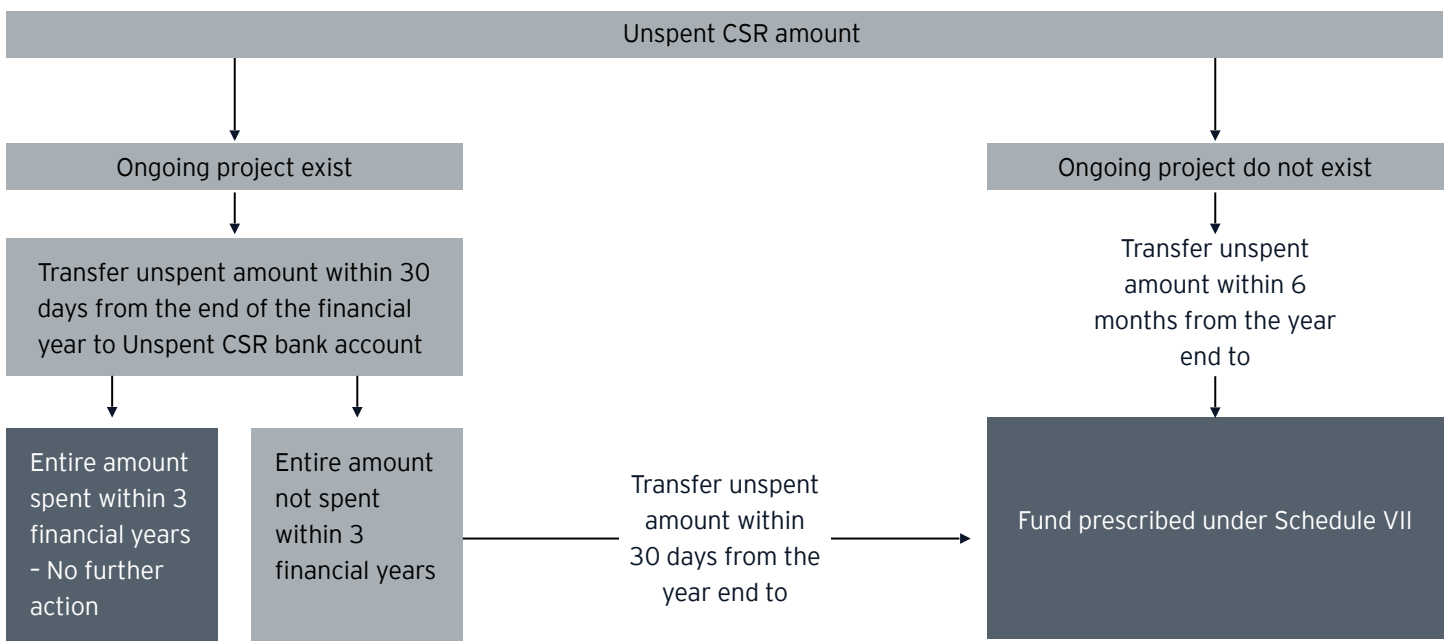 Unspent CSR amount
Ongoing project exist
Ongoing project do not exist
Transfer unspent amount within 30
days from the end of the financial
year to Unspent CSR bank account
Transfer unspent
amount within 6
months from the year
end to
Entire amount
spent within 3
financial years
– No further
action
Entire amount
not spent
within 3
financial years
Transfer unspent
amount within
30 days from the
year end to
Fund prescribed under Schedule VII